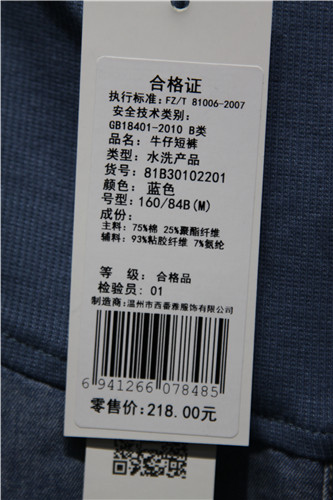 合格证
执行标准：FZ/T 81006-2007
安全技术类别：
GB18401-2010 B类
品名：牛仔短裤
类型：水洗产品
货号：81B30102201
颜色：蓝色
号型：160/84B(M)
成份：
主料：75%棉 25%聚酯纤维
辅料：93%粘胶纤维 7%氨纶
等 级：合格品
检验员：01
制造商：温州市西番雅服饰有限公司
6 941266 078485
零售价：218.00元